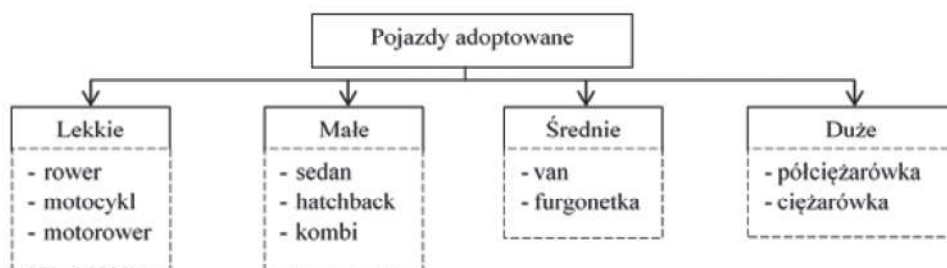 Pojazdy adoptowane
Lekkie
- rower
- motocykl
- motorower
Małe
- sedan
- hatchback
- kombi
Średnie
- van
- furgonetka
Duże
- półciężarówka
- ciężarówka